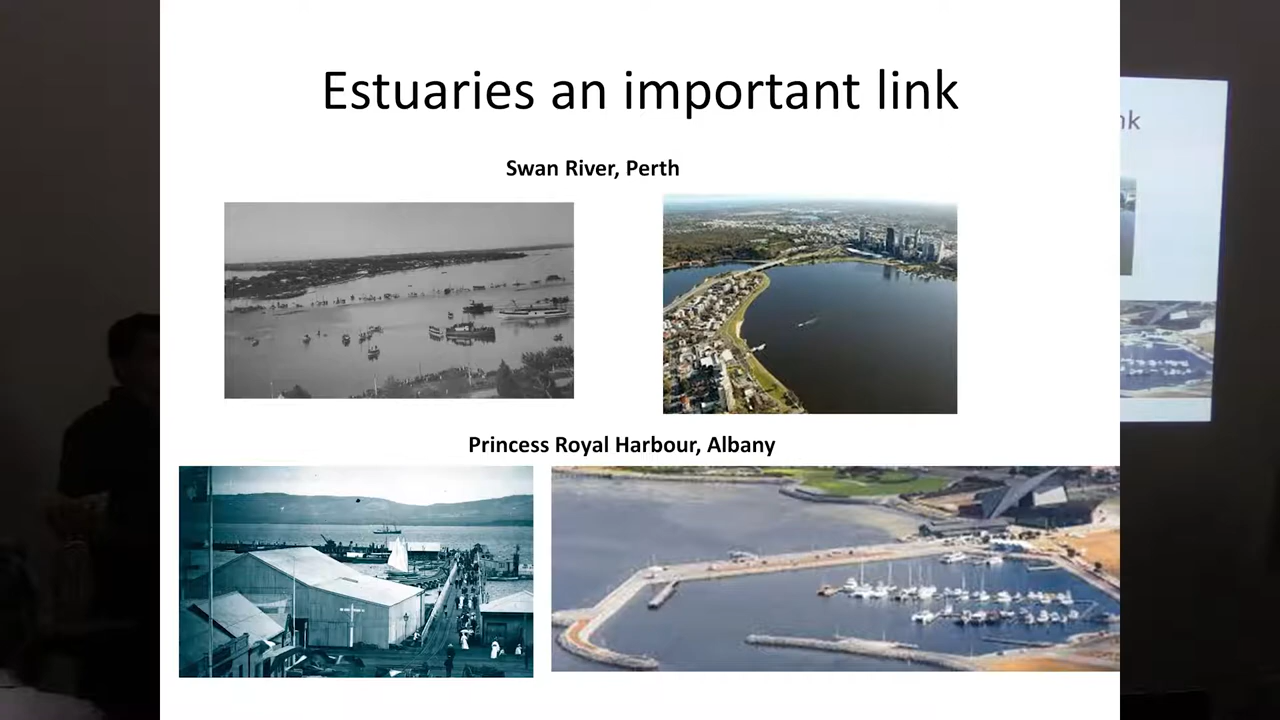 Estuaries an important link
Swan River, Perth
Princess Royal Harbour, Albany
nk